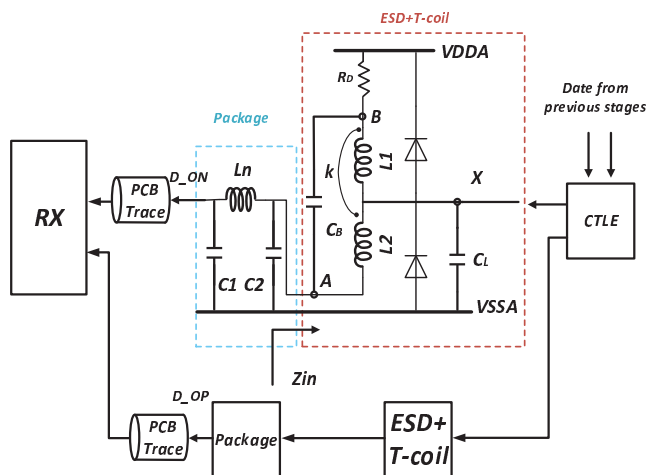 ESD+T-coil
VDDA
RD
Package
B
Date from
previous stages
D_ON
Ln
L1
k
X
PCB
Trace
RX
CTLE
CB
L2
CL
A
C1 C2
VSSA
Zin
D_OP
PCB
Trace
Package
ESD+
T-coil